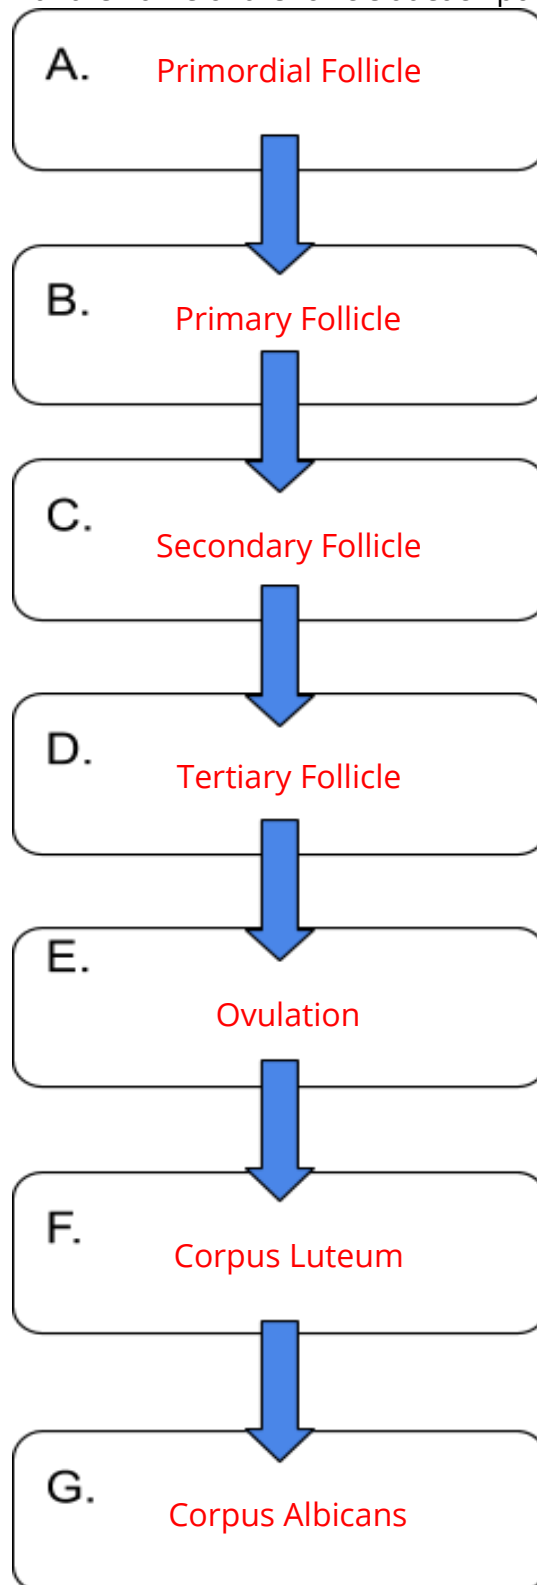 A. Primordial Follicle
B. Primary Follicle
C. Secondary Follicle
D. Tertiary Follicle
E.
Ovulation
F. Corpus Luteum
G. Corpus Albicans